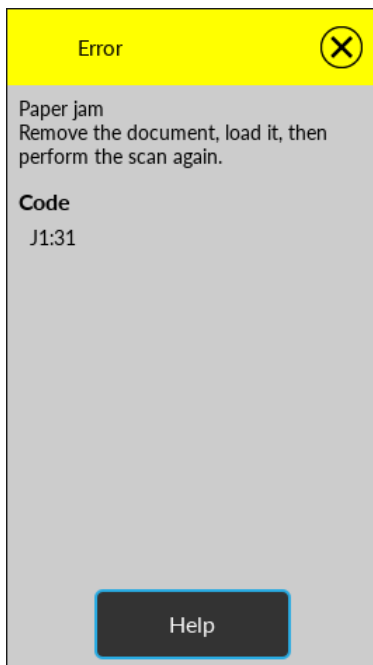 Error
Paper jam
Remove the document, load it, then
perform the scan again.
Code
J1:31
Help